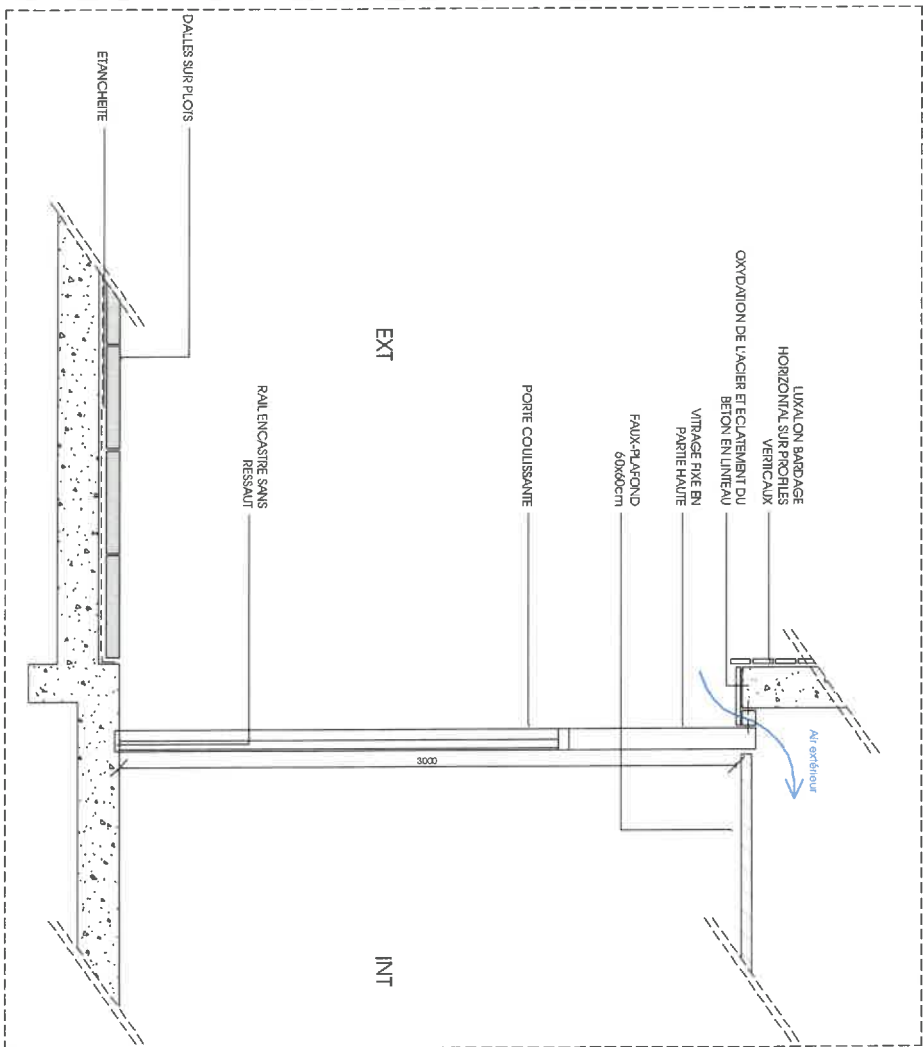 LUXALON BARDAGE
HORIZONTAL SUR PROFILES
VERTICAUX
OXYDATION DE L'ACIER ET ECLATEMENT DU
BETON EN LINTEAU
VITRAGE FIXE EN
PARTIE HAUTE
FAUX-PLAFOND
60x60cm
PORTE COULISSANTE
RAIL ENCASTRE SANS
RESSAUT
DALLES SUR PLOTS
ETANCHEITE
EXT
INT
3000
Air extérieur